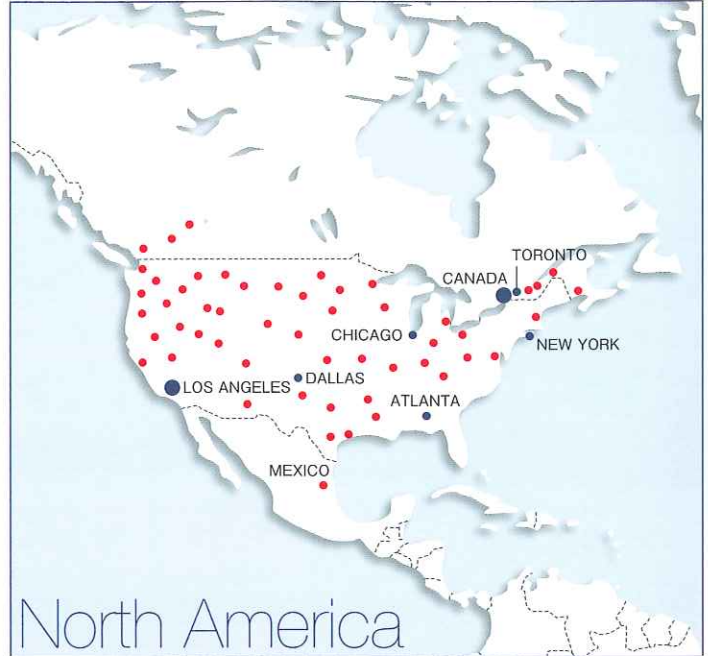 TORONTO
CANADA
CHICAGO
NEW YORK
LOS ANGELES
DALLAS
ATLANTA
MEXICO
North America